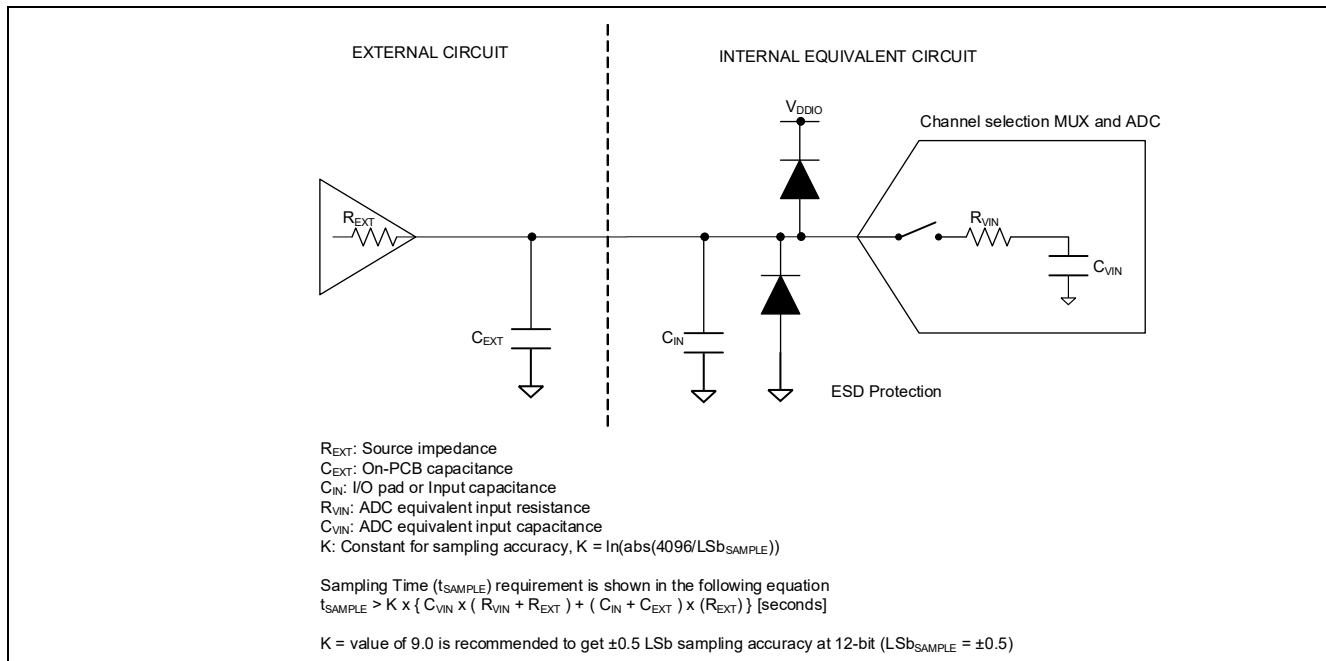 EXTERNAL CIRCUIT
INTERNAL EQUIVALENT CIRCUIT
VDDIO
Channel selection MUX and ADC
REXT
RVIN
CVIN
CEXT
CIN
ESD Protection
REXT: Source impedance
CEXT: On-PCB capacitance
CIN: I/O pad or Input capacitance
RVIN: ADC equivalent input resistance
CVIN: ADC equivalent input capacitance
K: Constant for sampling accuracy, K = ln(abs(4096/LSbSAMPLE))
Sampling Time (tSAMPLE) requirement is shown in the following equation
tSAMPLE > K x { CVIN x ( RVIN + REXT ) + ( CIN + CEXT ) x (REXT) } [seconds]
K = value of 9.0 is recommended to get ±0.5 LSb sampling accuracy at 12-bit (LSbSAMPLE = ±0.5)